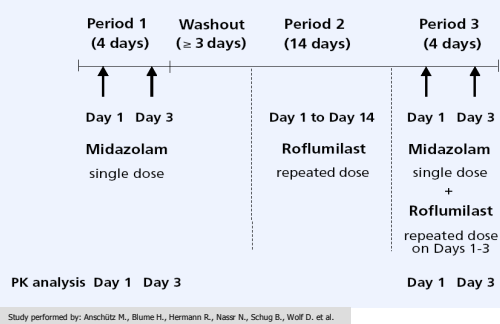 Period 1 Washout Period 2 Period 3
(4 days) (≥ 3 days) (14 days) (4 days)
Day 1 Day 3 Day 1 to Day 14 Day 1 Day 3
Midazolam Roflumilast Midazolam
single dose repeated dose single dose
+
Roflumilast
repeated dose
on Days 1-3
PK analysis Day 1 Day 3 Day 1 Day 3
Study performed by: Anschütz M., Blume H., Hermann R., Nassr N., Schug B., Wolf D. et al.